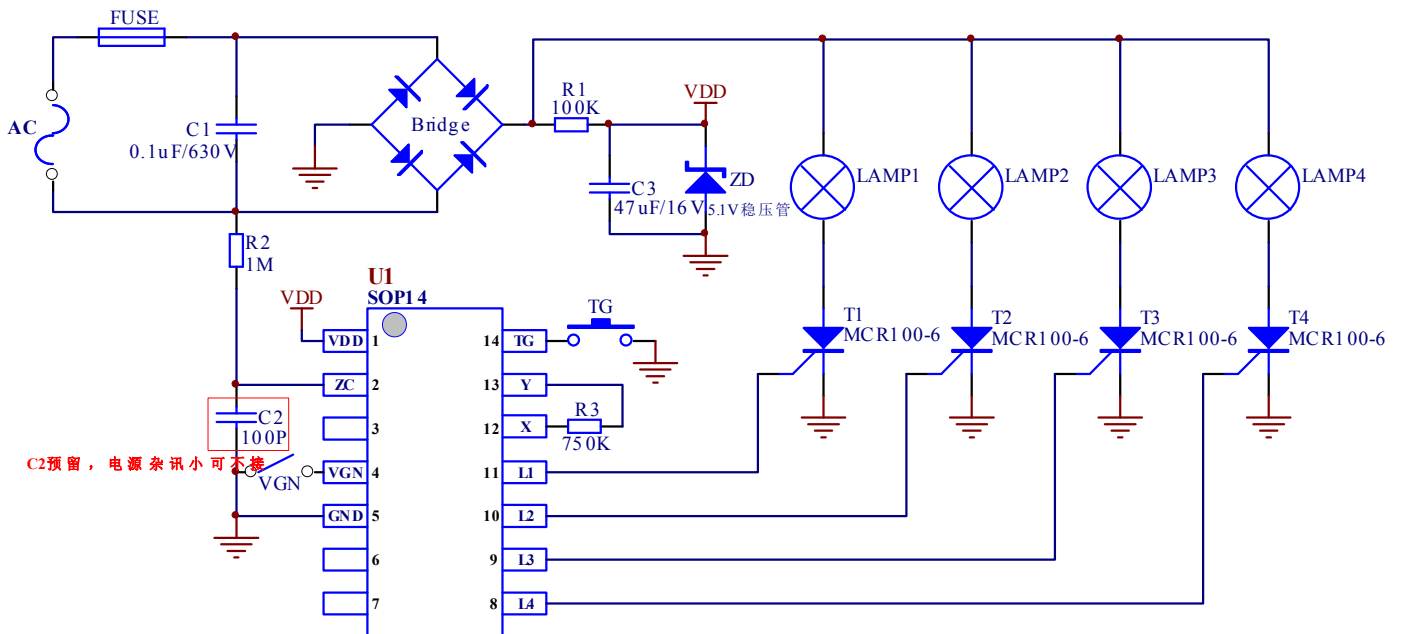 FUSE
AC
C1
0.1uF/630V
Bridge
R1
100K
VDD
C3
47uF/16V
ZD
5.1V稳压管
LAMP1
LAMP2
LAMP3
LAMP4
R2
1M
VDD
U1
SOP14
TG
T1
MCR100-6
T2
MCR100-6
T3
MCR100-6
T4
MCR100-6
VDD 1
14 TG
ZC 2
13 Y
3
12 X
R3
750K
C2
100P
C2预留，电源杂讯小可不接
VGN
VGN 4
11 L1
GND 5
10 L2
6
9 L3
7
8 L4